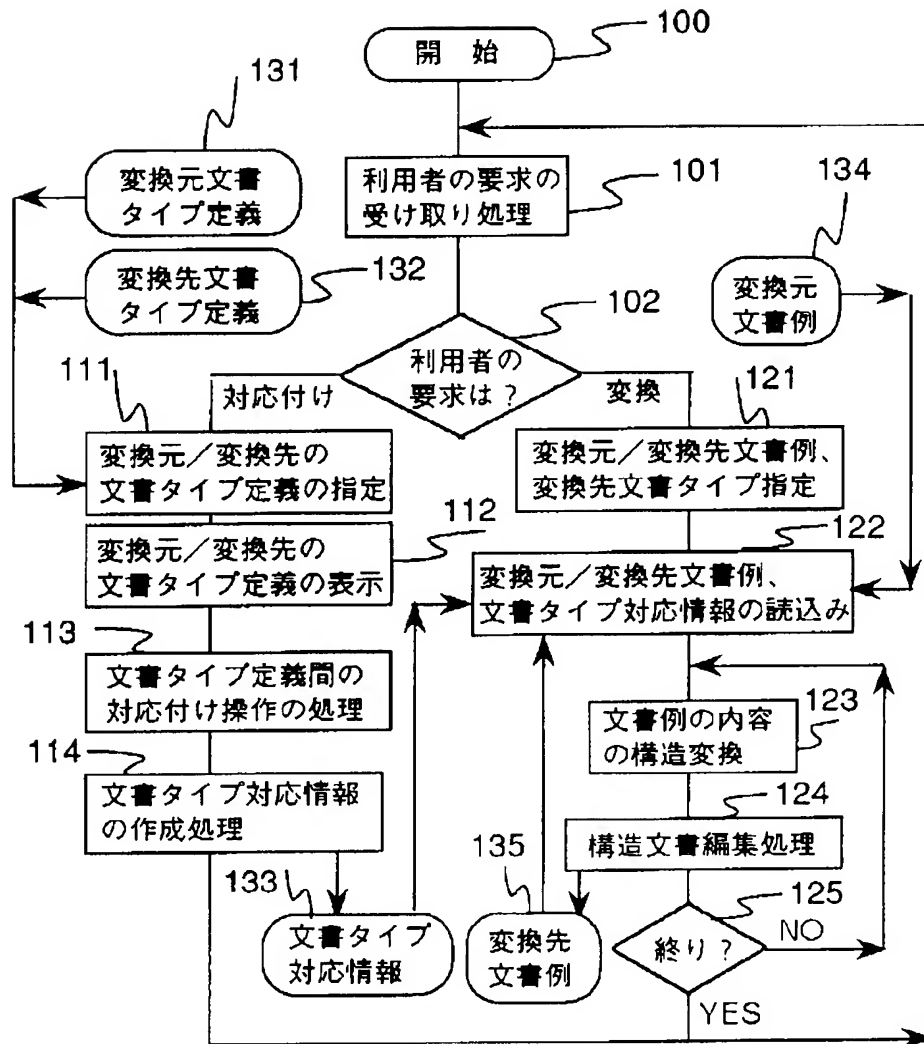 100
開 始
131
変換元文書
タイプ定義
利用者の要求の
受け取り処理
101
134
変換先文書
タイプ定義
132
変換元
文書例
102
利用者の
要求は?
111
対応付け
変換
121
変換元/変換先の
文書タイプ定義の指定
変換元/変換先文書例、
変換先文書タイプ指定
112
変換元/変換先の
文書タイプ定義の表示
122
変換元/変換先文書例、
文書タイプ対応情報の読込み
113
文書タイプ定義間の
対応付け操作の処理
文書例の内容
の構造変換
123
114
文書タイプ対応情報
の作成処理
124
構造文書編集処理
135
133
文書タイプ
対応情報
変換先
文書例
125
終り?
NO
YES